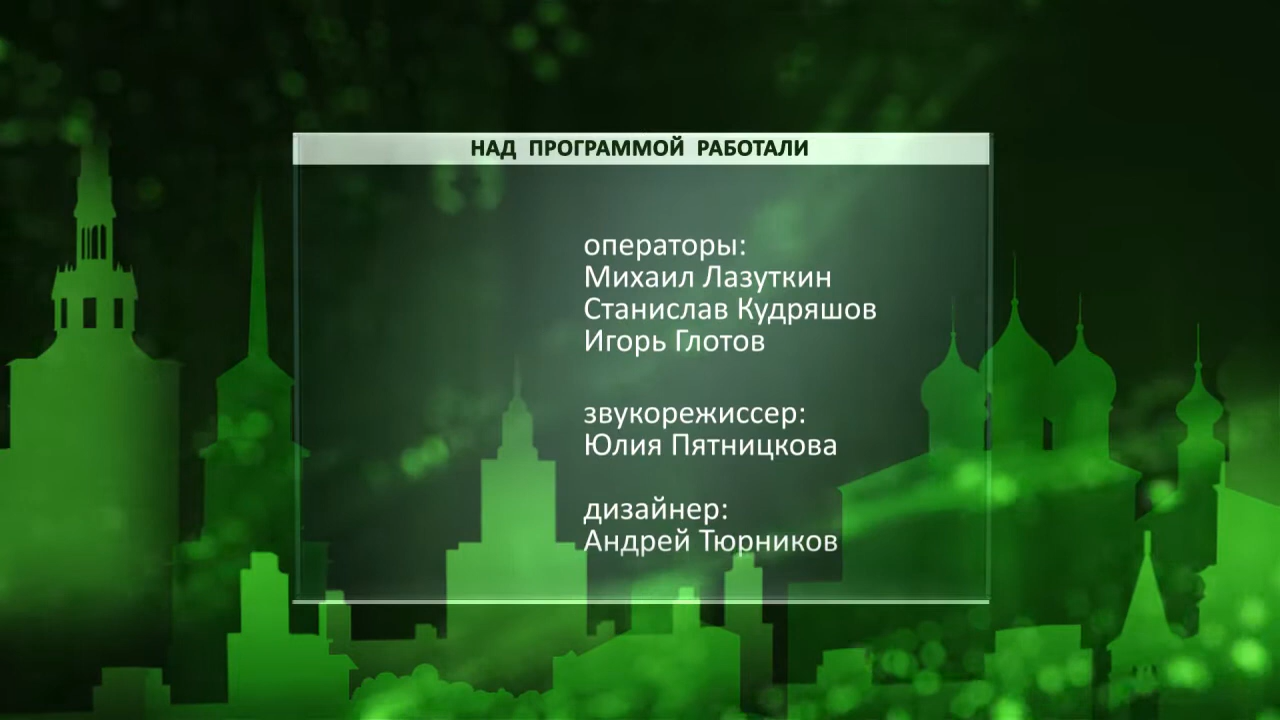 НАД ПРОГРАММОЙ РАБОТАЛИ
операторы:
Михаил Лазуткин
Станислав Кудряшов
Игорь Глотов
звукорежиссер:
Юлия Пятницкова
дизайнер:
Андрей Тюрников